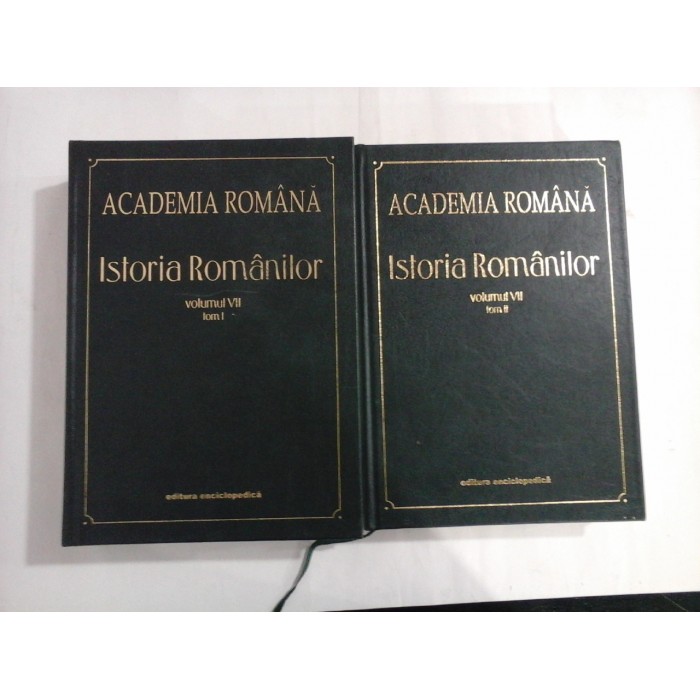 ACADEMIA ROMÂNĂ
Istoria Românilor
volumul VII
tom I
editura enciclopedică
ACADEMIA ROMÂNĂ
Istoria Românilor
volumul VII
tom II
editura enciclopedică